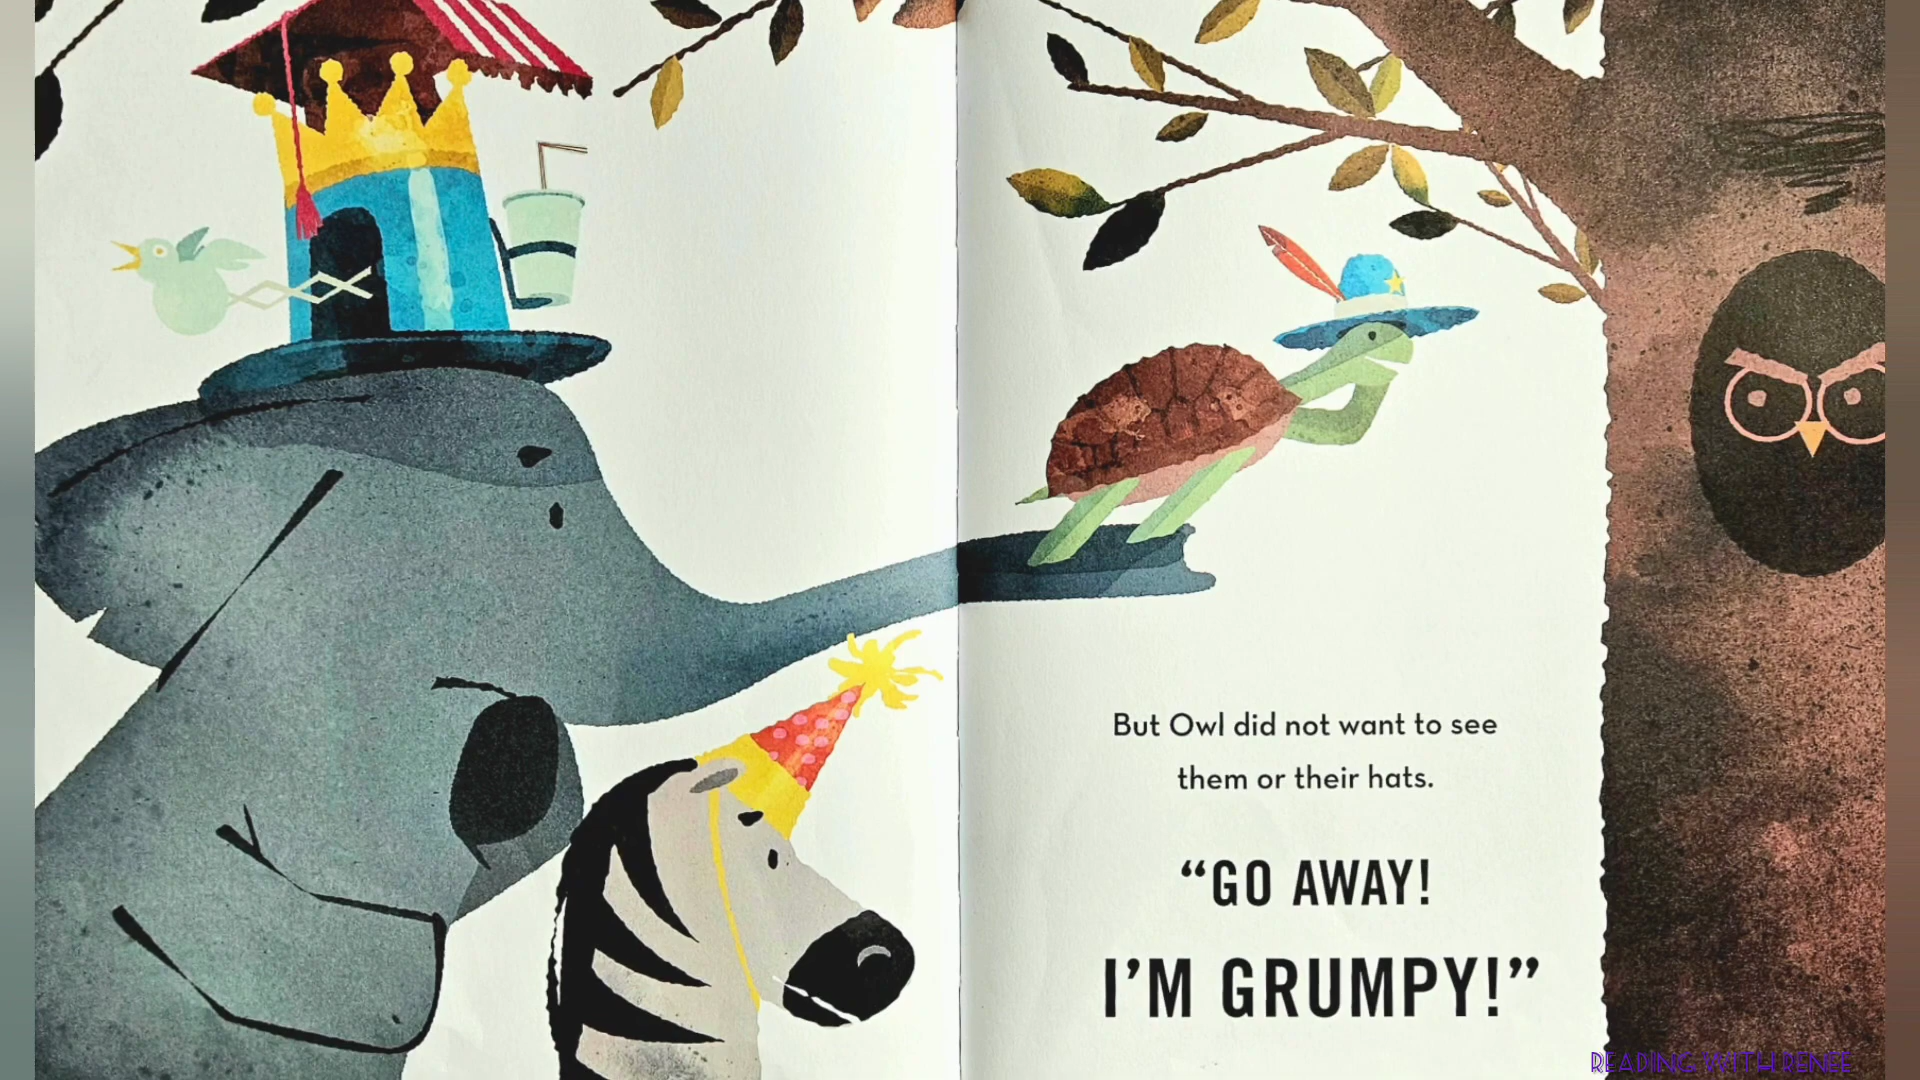 But Owl did not want to see
them or their hats.
“GO AWAY!
I’M GRUMPY!”
READING WITH RENEE